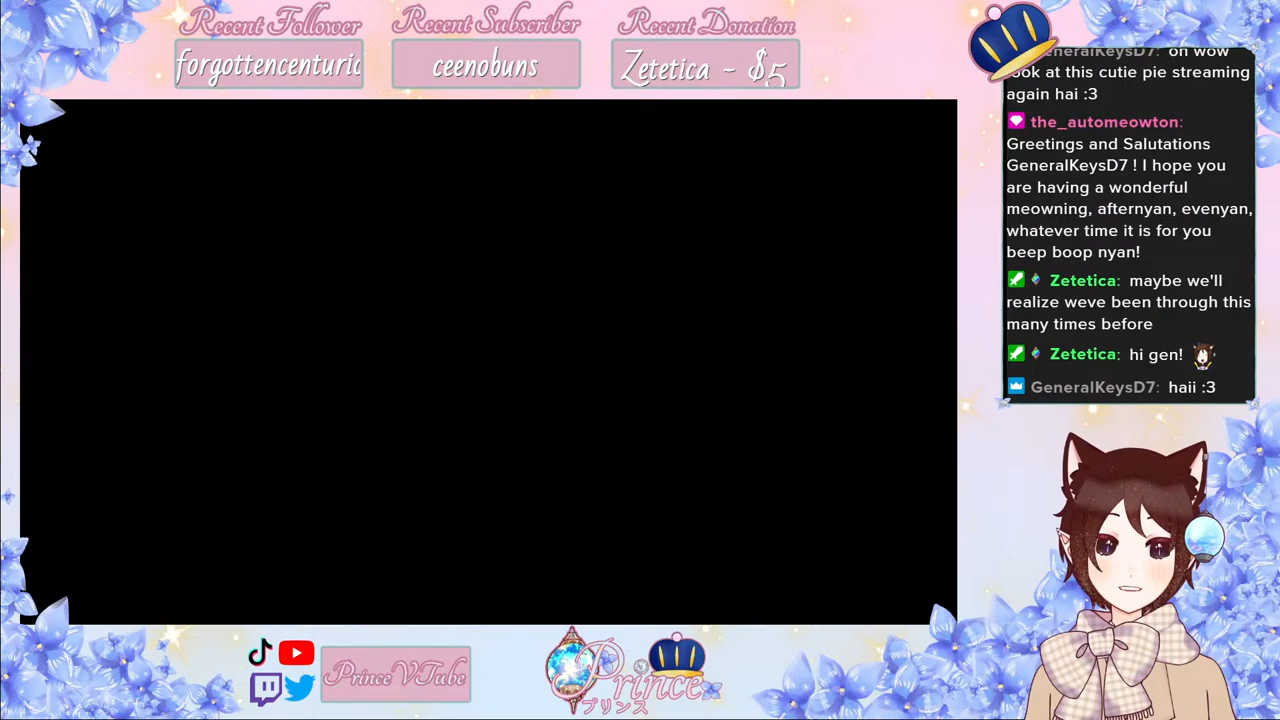 Recent Follower
forgottencenturic
Recent Subscriber
ceenobuns
Recent Donation
Zetetica - $5
GeneralKeysD7: oh wow
look at this cutie pie streaming
again hai :3
the_automeowton:
Greetings and Salutations
GeneralKeysD7 ! I hope you
are having a wonderful
meowning, afternyan, evenyan,
whatever time it is for you
beep boop nyan!
Zetetica: maybe we'll
realize weve been through this
many times before
Zetetica: hi gen!
GeneralKeysD7: haii :3
Prince VTube
Prince
プリンス